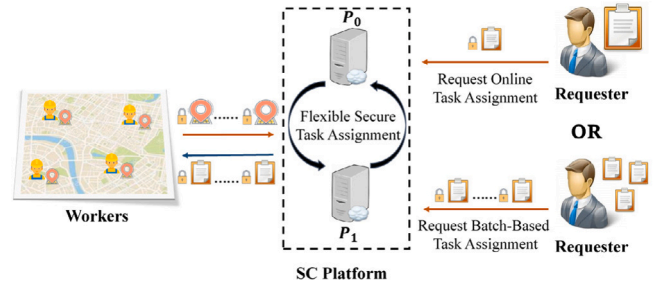 P₀
Request Online
Task Assignment
Requester
Flexible Secure
Task Assignment
OR
Workers
P₁
Request Batch-Based
Task Assignment
Requester
SC Platform